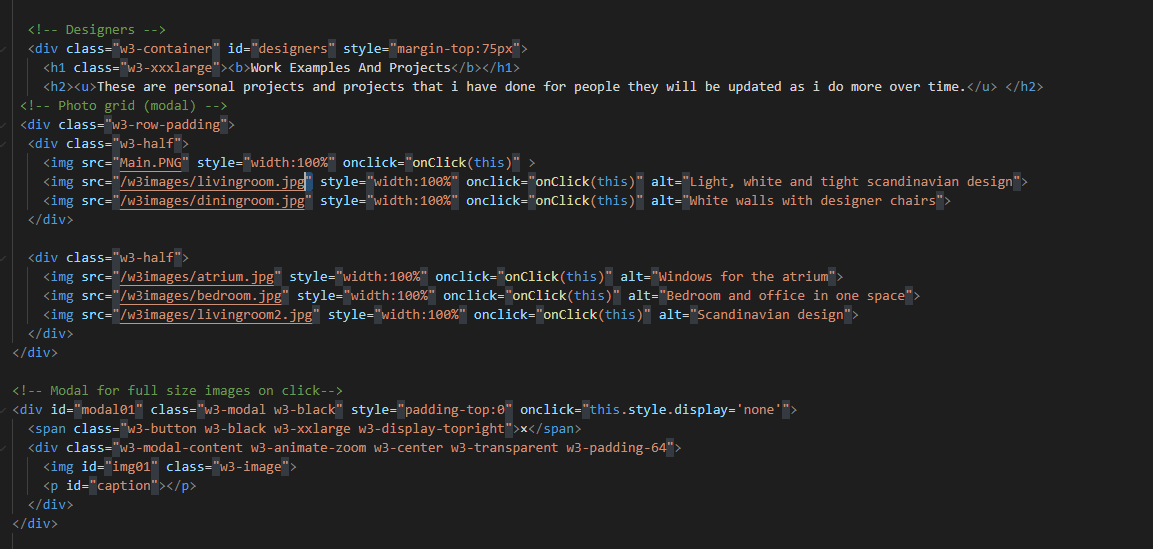 <!-- Designers -->
<div class="w3-container" id="designers" style="margin-top:75px">
<h1 class="w3-xxxlarge"><b>Work Examples And Projects</b></h1>
<h2><u>These are personal projects and projects that i have done for people they will be updated as i do more over time.</u> </h2>
<!-- Photo grid (modal) -->
<div class="w3-row-padding">
<div class="w3-half">
<img src="Main.PNG" style="width:100%" onclick="onClick(this)" >
<img src="/w3images/livingroom.jpg" style="width:100%" onclick="onClick(this)" alt="Light, white and tight scandinavian design">
<img src="/w3images/diningroom.jpg" style="width:100%" onclick="onClick(this)" alt="White walls with designer chairs">
</div>
<div class="w3-half">
<img src="/w3images/atrium.jpg" style="width:100%" onclick="onClick(this)" alt="Windows for the atrium">
<img src="/w3images/bedroom.jpg" style="width:100%" onclick="onClick(this)" alt="Bedroom and office in one space">
<img src="/w3images/livingroom2.jpg" style="width:100%" onclick="onClick(this)" alt="Scandinavian design">
</div>
</div>
<!-- Modal for full size images on click-->
<div id="modal01" class="w3-modal w3-black" style="padding-top:0" onclick="this.style.display='none'">
<span class="w3-button w3-black w3-xxlarge w3-display-topright">x</span>
<div class="w3-modal-content w3-animate-zoom w3-center w3-transparent w3-padding-64">
<img id="img01" class="w3-image">
<p id="caption"></p>
</div>
</div>